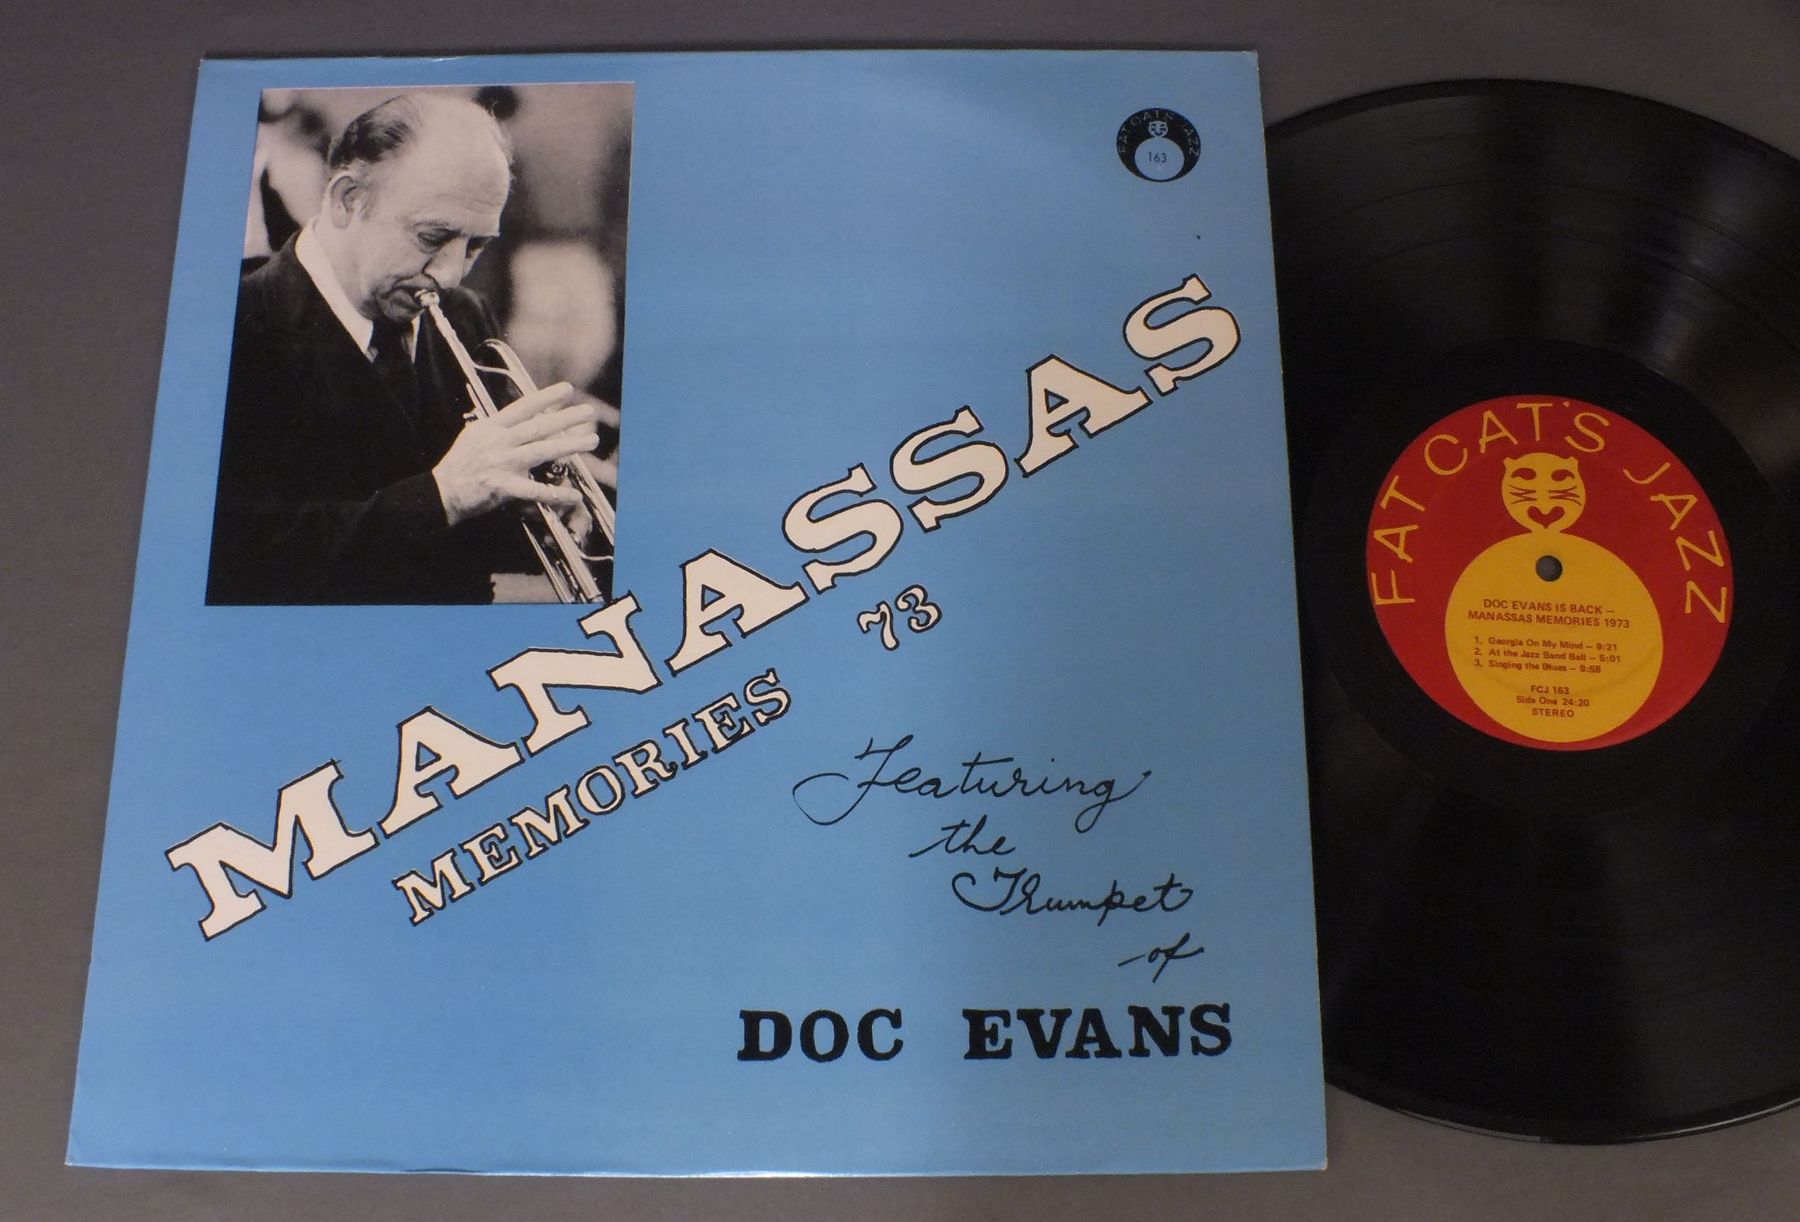 FAT CATS JAZZ
163
MANASSAS
MEMORIES 73
Featuring
the
Trumpet
of
DOC EVANS
FAT CAT'S JAZZ
DOC EVANS IS BACK –
MANASSAS MEMORIES 1973
1. Georgia On My Mind – 9:21
2. At the Jazz Band Ball – 6:01
3. Singing the Blues – 9:58
FCJ 163
Side One 24:20
STEREO